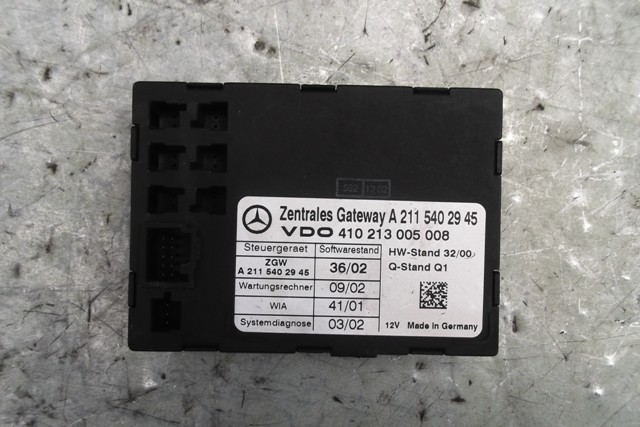 Zentrales Gateway A 211 540 29 45
VDO 410 213 005 008
Steuergeraet Softwarestand HW-Stand 32/00
ZGW
A 211 540 29 45 36/02 Q-Stand Q1
Wartungsrechner 09/02
WIA 41/01
Systemdiagnose 03/02 12V Made in Germany